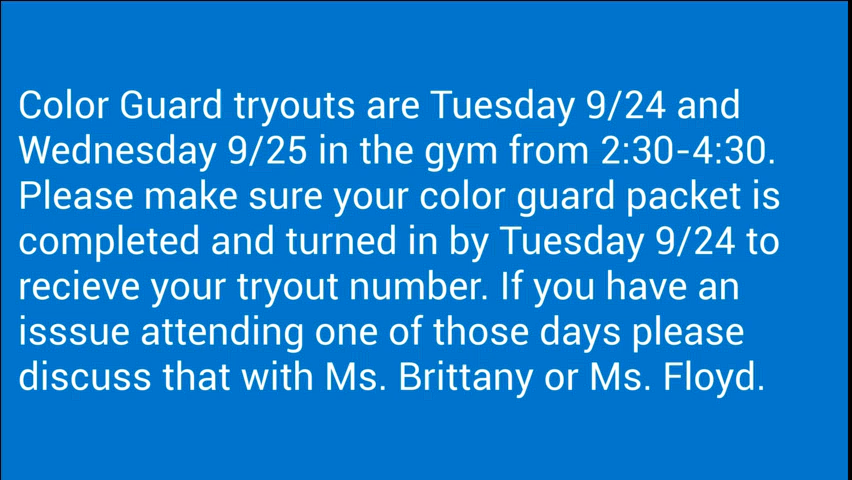 Color Guard tryouts are Tuesday 9/24 and
Wednesday 9/25 in the gym from 2:30-4:30.
Please make sure your color guard packet is
completed and turned in by Tuesday 9/24 to
recieve your tryout number. If you have an
isssue attending one of those days please
discuss that with Ms. Brittany or Ms. Floyd.